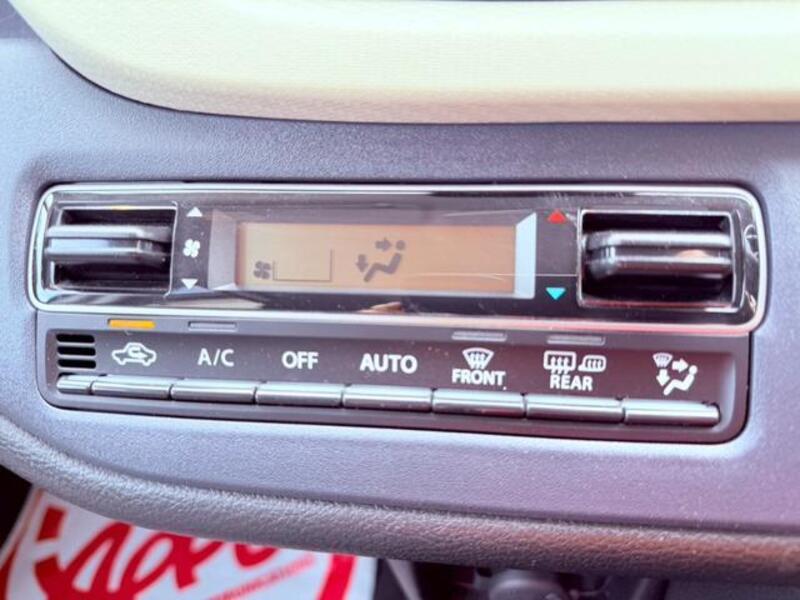 A/C OFF AUTO FRONT REAR